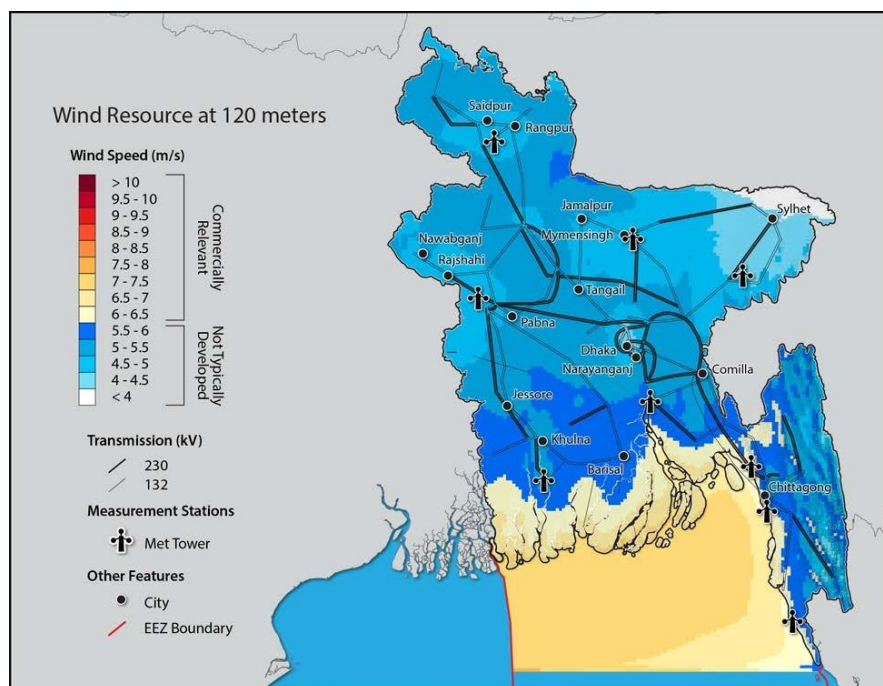 Wind Resource at 120 meters
Wind Speed (m/s)
> 10
9.5 - 10
9 - 9.5
8.5 - 9
8 - 8.5
7.5 - 8
7 - 7.5
6.5 - 7
6 - 6.5
5.5 - 6
5 - 5.5
4.5 - 5
4 - 4.5
< 4
Commercially
Relevant
Not Typically
Developed
Transmission (kV)
230
132
Measurement Stations
Met Tower
Other Features
City
EEZ Boundary
Saidpur
Rangpur
Jamalpur
Sylhet
Mymensingh
Nawabganj
Rajshahi
Tangail
Pabna
Dhaka
Narayanganj
Comilla
Jessore
Khulna
Barisal
Chittagong